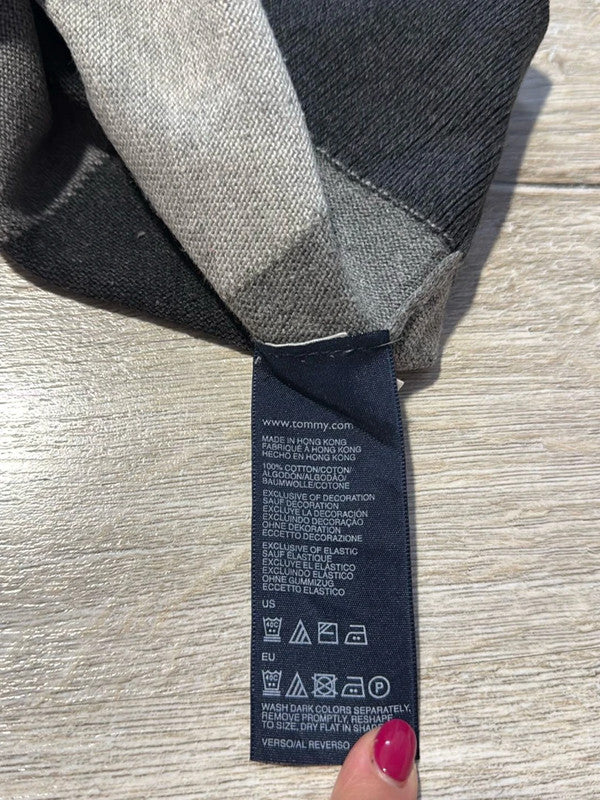 www.tommy.com
MADE IN HONG KONG
FABRIQUÉ À HONG KONG
HECHO EN HONG KONG
100% COTTON/COTON/
ALGODÓN/ALGODÃO/
BAUMWOLLE/COTONE
EXCLUSIVE OF DECORATION
SAUF DECORATION
EXCLUYE LA DECORACIÓN
EXCLUINDO DECORAÇÃO
OHNE DEKORATION
ECCETTO DECORAZIONE
EXCLUSIVE OF ELASTIC
SAUF ÉLASTIQUE
EXCLUYE EL ELÁSTICO
EXCLUINDO ELÁSTICO
OHNE GUMMIZUG
ECCETTO ELASTICO
US
40C
EU
40C P
WASH DARK COLORS SEPARATELY,
REMOVE PROMPTLY, RESHAPE
TO SIZE, DRY FLAT IN
VERSO/AL REVERSO